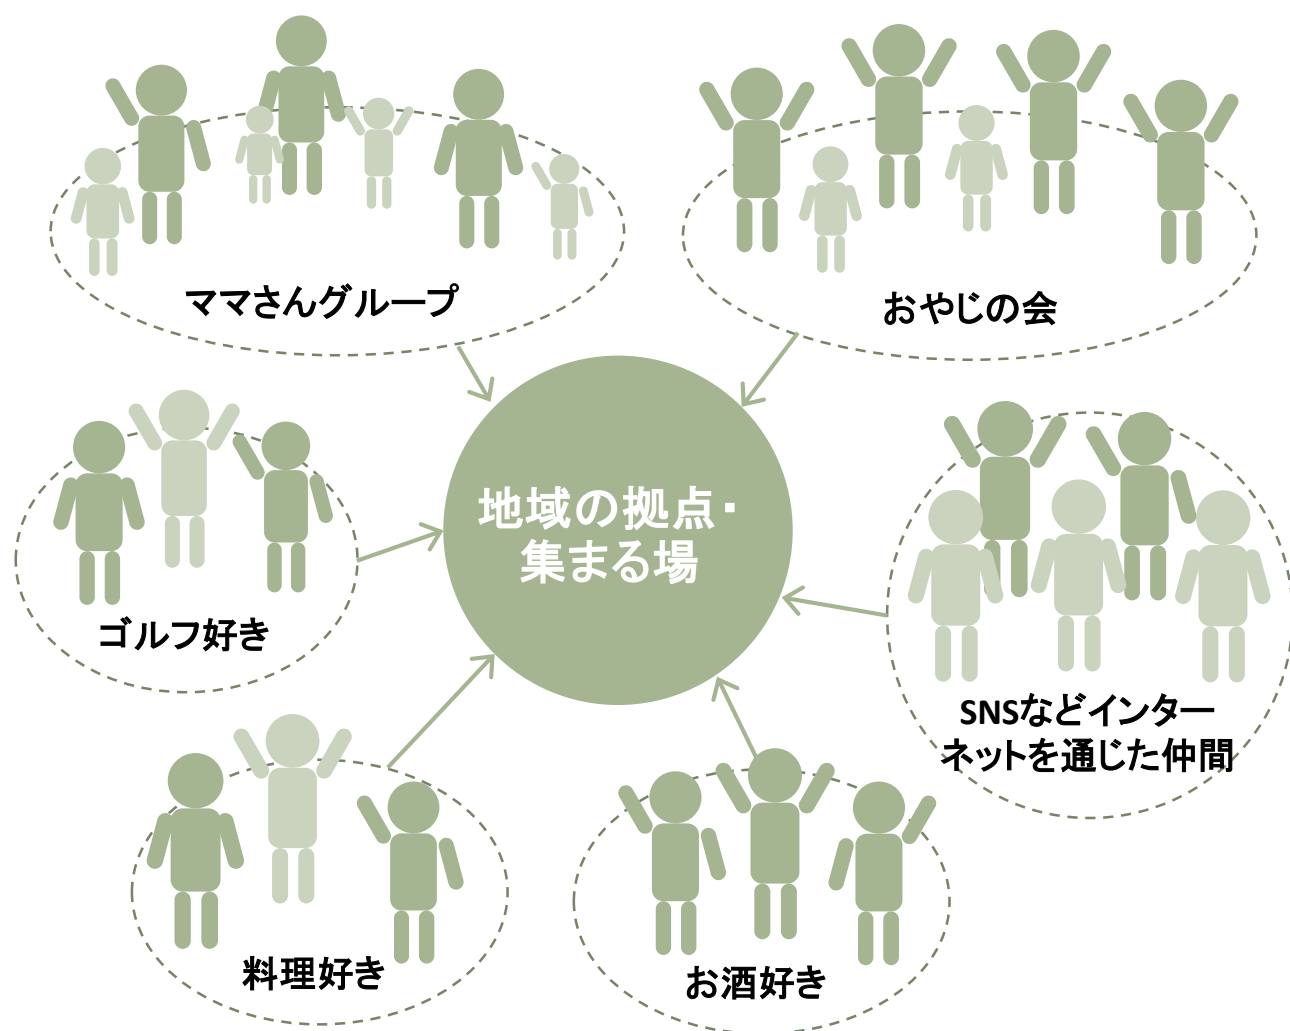 ママさんグループ
おやじの会
地域の拠点・
集まる場
ゴルフ好き
SNSなどインター
ネットを通じた仲間
料理好き
お酒好き